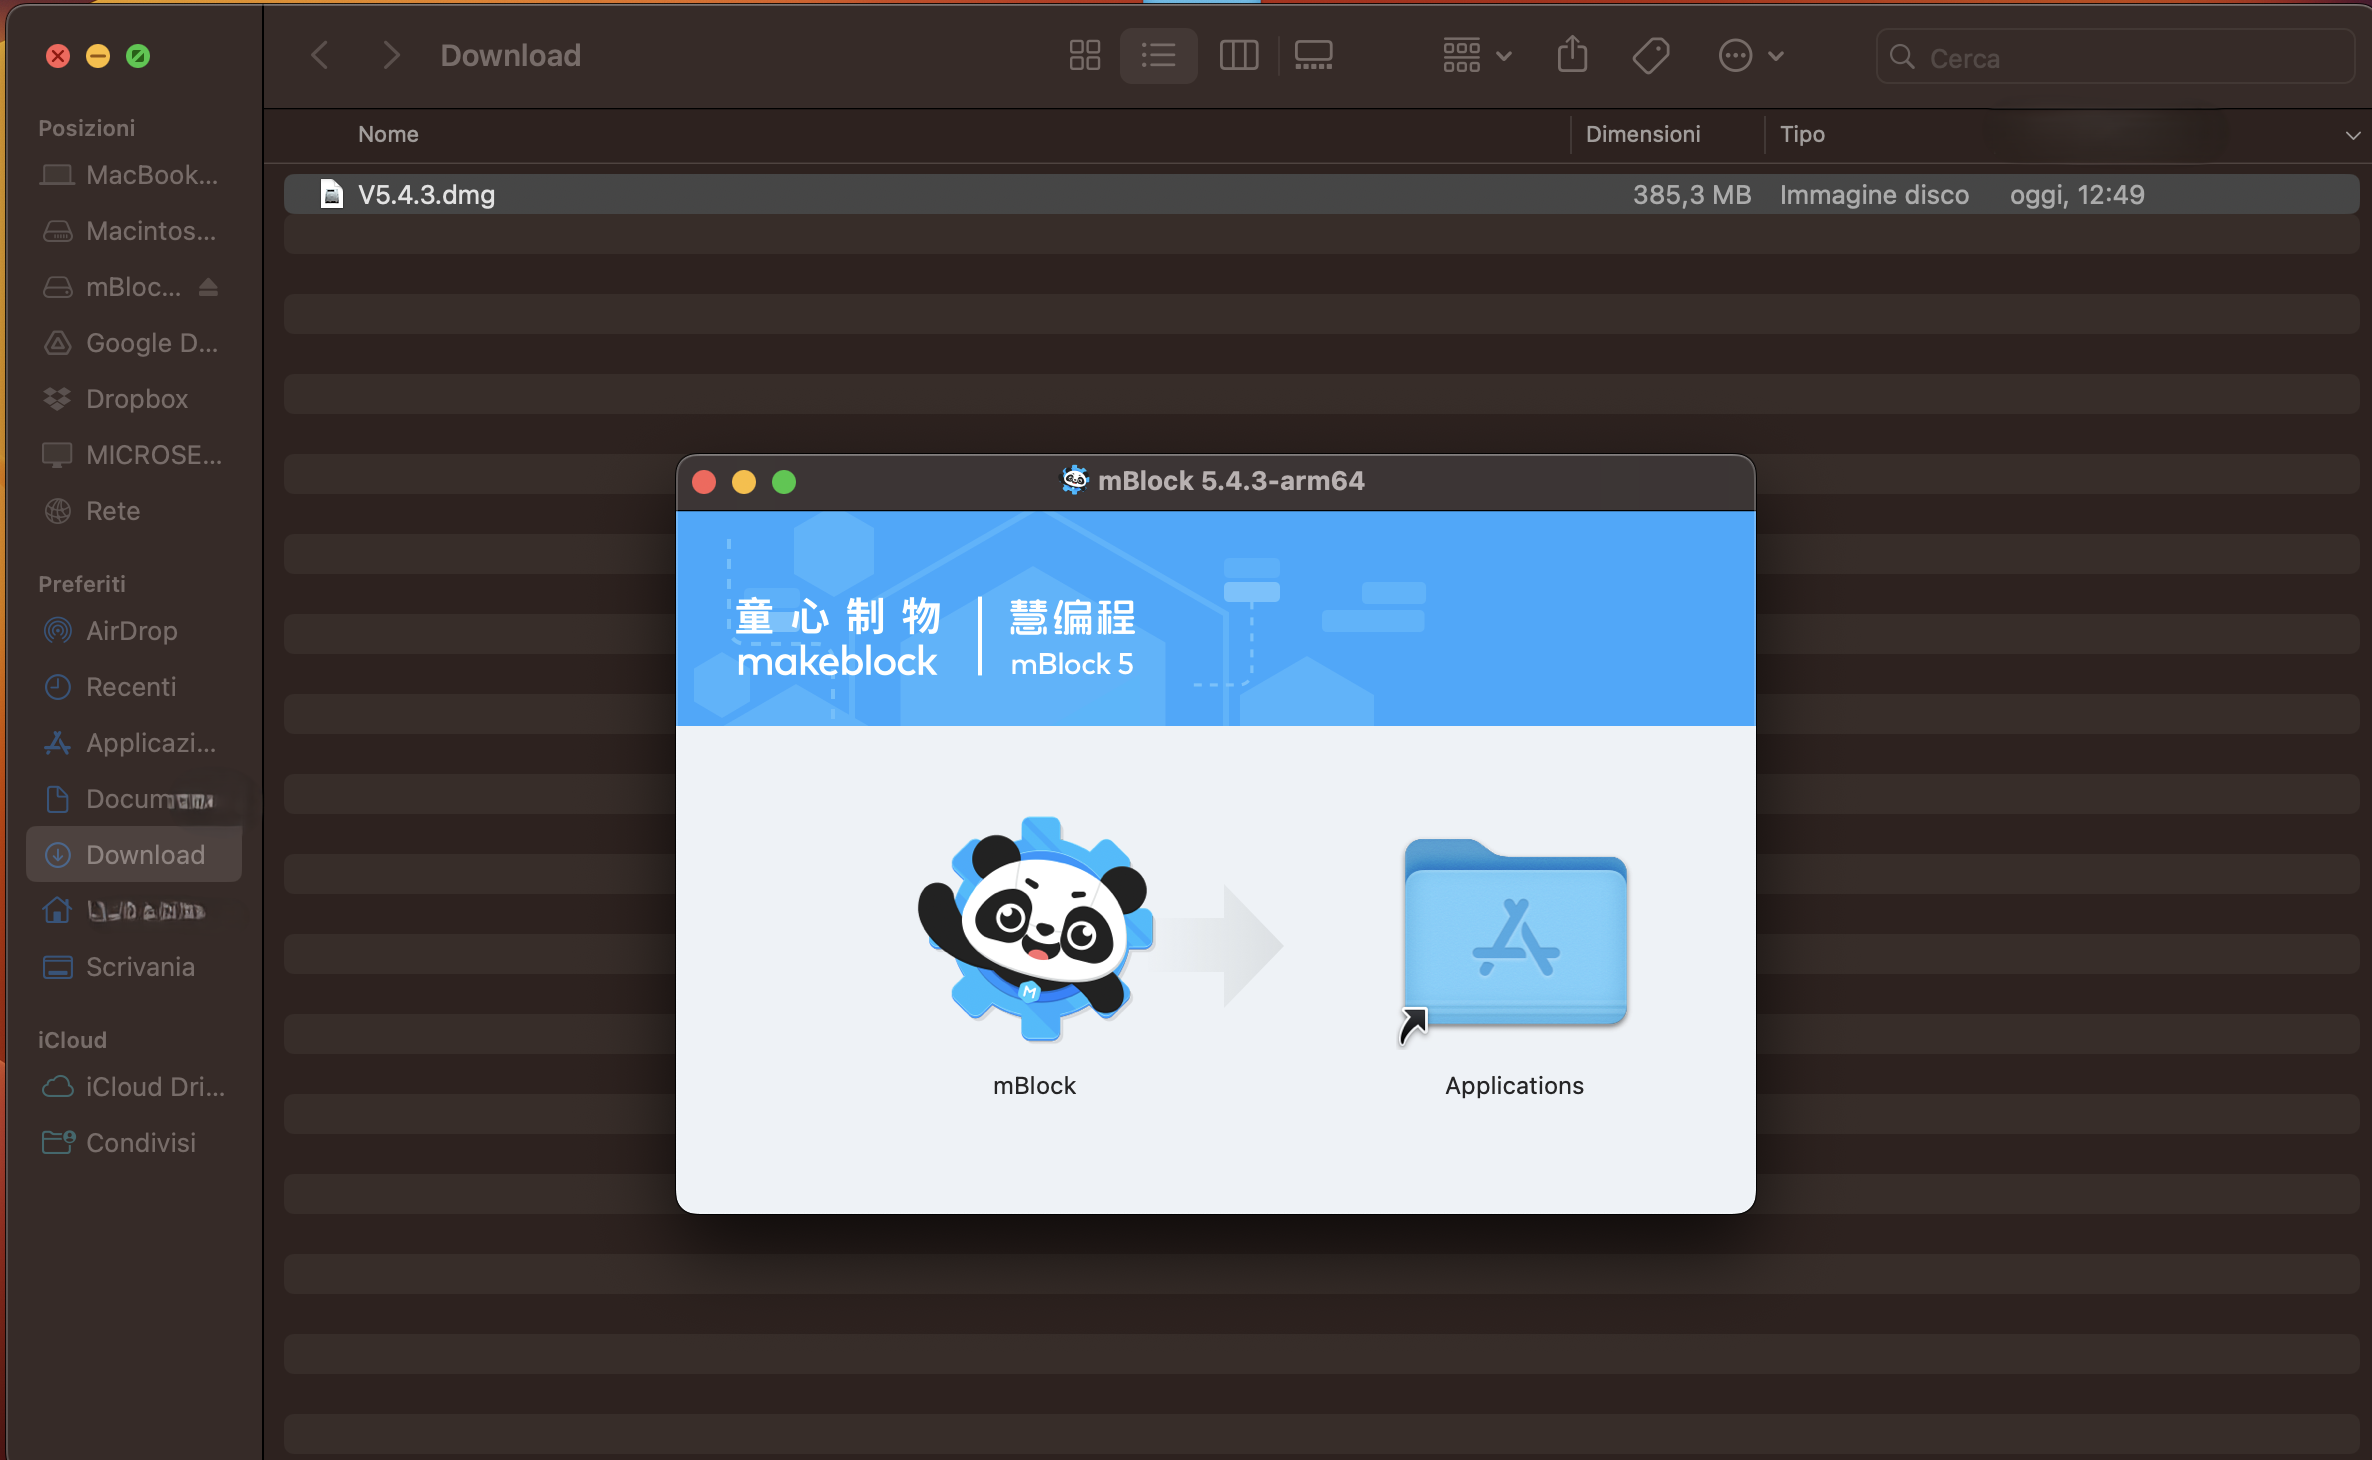 Download
Cerca
Posizioni
MacBook...
Macintos...
mBloc...
Google D...
Dropbox
MICROSE...
Rete
Preferiti
AirDrop
Recenti
Applicazi...
Docum
Download
Scrivania
iCloud
iCloud Dri...
Condivisi
Nome Dimensioni Tipo
V5.4.3.dmg 385,3 MB Immagine disco oggi, 12:49
mBlock 5.4.3-arm64
童心制物 慧编程
makeblock mBlock 5
M
mBlock Applications